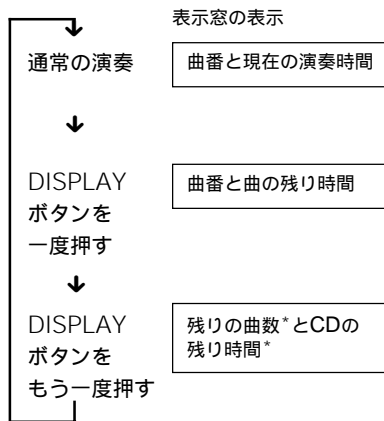 表示窓の表示
通常の演奏
曲番と現在の演奏時間
DISPLAY
ボタンを
一度押す
曲番と曲の残り時間
DISPLAY
ボタンを
もう一度押す
残りの曲数*とCDの
残り時間*